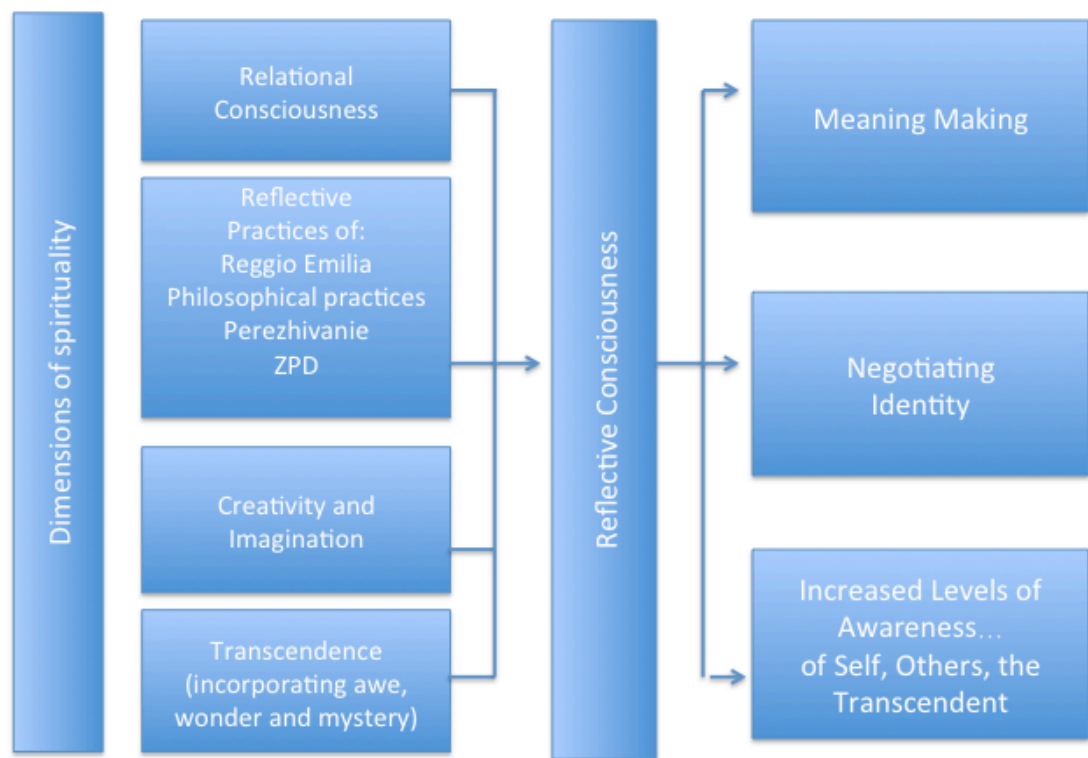 Dimensions of spirituality
Relational
Consciousness
Reflective
Practices of:
Reggio Emilia
Philosophical practices
Perezhivanie
ZPD
Creativity and
Imagination
Transcendence
(incorporating awe,
wonder and mystery)
Reflective Consciousness
Meaning Making
Negotiating
Identity
Increased Levels of
Awareness…
of Self, Others, the
Transcendent